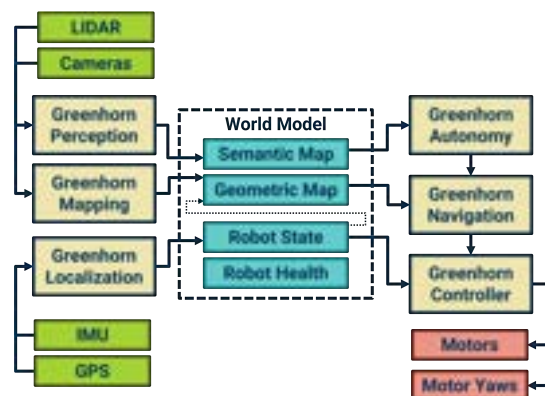 LIDAR
Cameras
Greenhorn
Perception
Greenhorn
Mapping
Greenhorn
Localization
IMU
GPS
World Model
Semantic Map
Geometric Map
Robot State
Robot Health
Greenhorn
Autonomy
Greenhorn
Navigation
Greenhorn
Controller
Motors
Motor Yaws